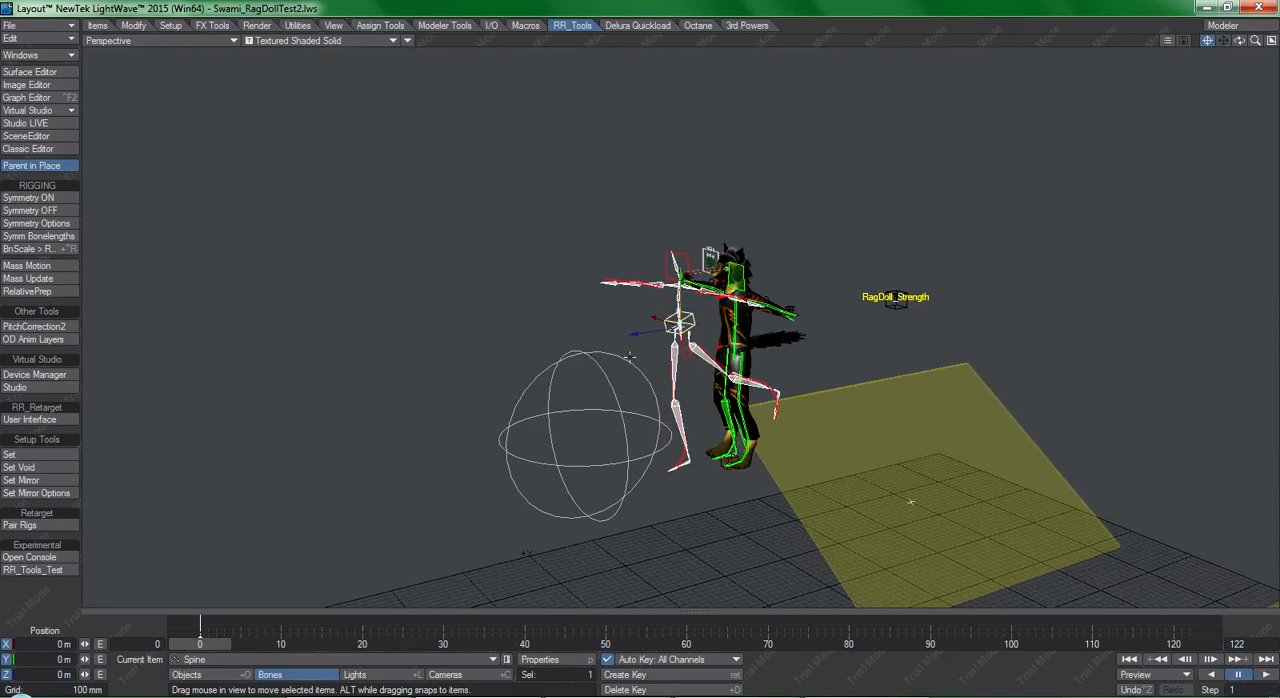 Layout™ NewTek LightWave™ 2015 (Win64) - Swami_RagDollTest2.lws
File Items Modify Setup FX Tools Render Utilities View Assign Tools Modeler Tools I/O Macros RR_Tools Delura Quickload Octane 3rd Powers Modeler
Edit Perspective Textured Shaded Solid
Windows
Surface Editor
Image Editor
Graph Editor ^F2
Virtual Studio
Studio LIVE
SceneEditor
Classic Editor
Parent in Place
RIGGING
Symmetry ON
Symmetry OFF
Symmetry Options
Symm Bonelengths
BnScale > R... +^R
Mass Motion
Mass Update
RelativePrep
RagDoll_Strength
Other Tools
PitchCorrection2
OD Anim Layers
Virtual Studio
Device Manager
Studio
RR_Retarget
User Interface
Setup Tools
Set
Set Void
Set Mirror
Set Mirror Options
Retarget
Pair Rigs
Experimental
Open Console
RR_Tools_Test
Trial Mode
Position
X 0 m E 0 0 10 20 30 40 50 60 70 80 90 100 110 120 122
Y 0 m E Current Item Spine Properties p Auto Key: All Channels
Z 0 m E Objects +O Bones Lights +L Cameras +C Sel: 1 Create Key ret Preview
Grid: 100 mm Drag mouse in view to move selected items. ALT while dragging snaps to items. Delete Key +D Undo ^Z Redo Step 1